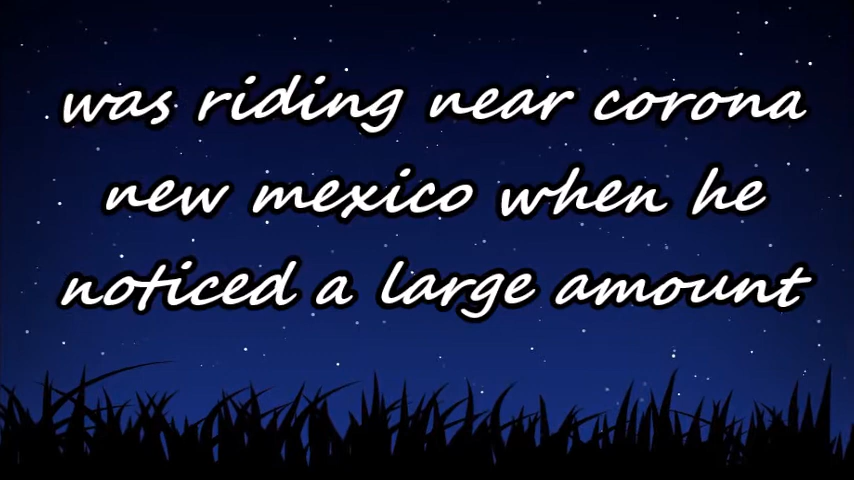 was riding near corona
new mexico when he
noticed a large amount